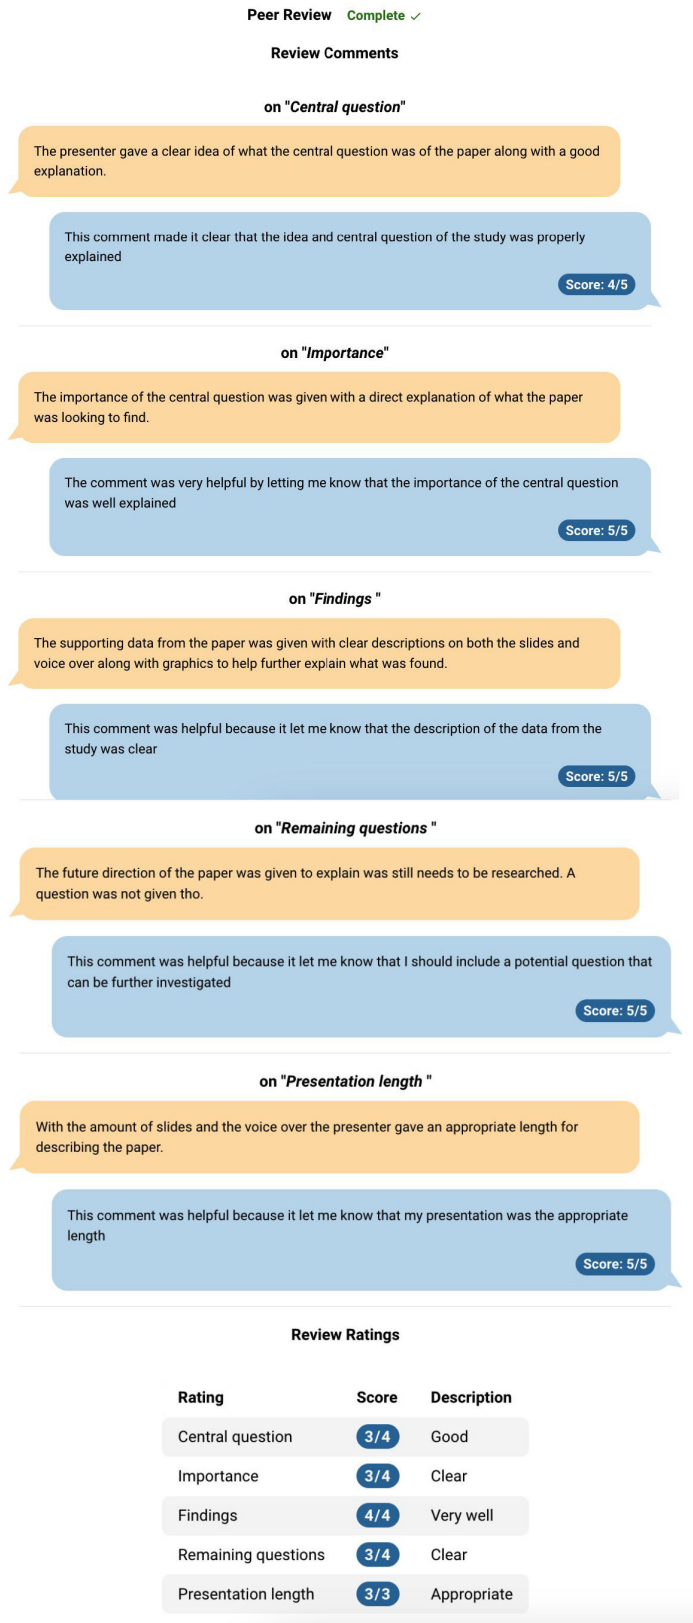 Peer Review Complete ✓
Review Comments
on "Central question"
The presenter gave a clear idea of what the central question was of the paper along with a good
explanation.
This comment made it clear that the idea and central question of the study was properly
explained
Score: 4/5
on "Importance"
The importance of the central question was given with a direct explanation of what the paper
was looking to find.
The comment was very helpful by letting me know that the importance of the central question
was well explained
Score: 5/5
on "Findings "
The supporting data from the paper was given with clear descriptions on both the slides and
voice over along with graphics to help further explain what was found.
This comment was helpful because it let me know that the description of the data from the
study was clear
Score: 5/5
on "Remaining questions "
The future direction of the paper was given to explain was still needs to be researched. A
question was not given tho.
This comment was helpful because it let me know that I should include a potential question that
can be further investigated
Score: 5/5
on "Presentation length "
With the amount of slides and the voice over the presenter gave an appropriate length for
describing the paper.
This comment was helpful because it let me know that my presentation was the appropriate
length
Score: 5/5
Review Ratings
Rating Score Description
Central question 3/4 Good
Importance 3/4 Clear
Findings 4/4 Very well
Remaining questions 3/4 Clear
Presentation length 3/3 Appropriate